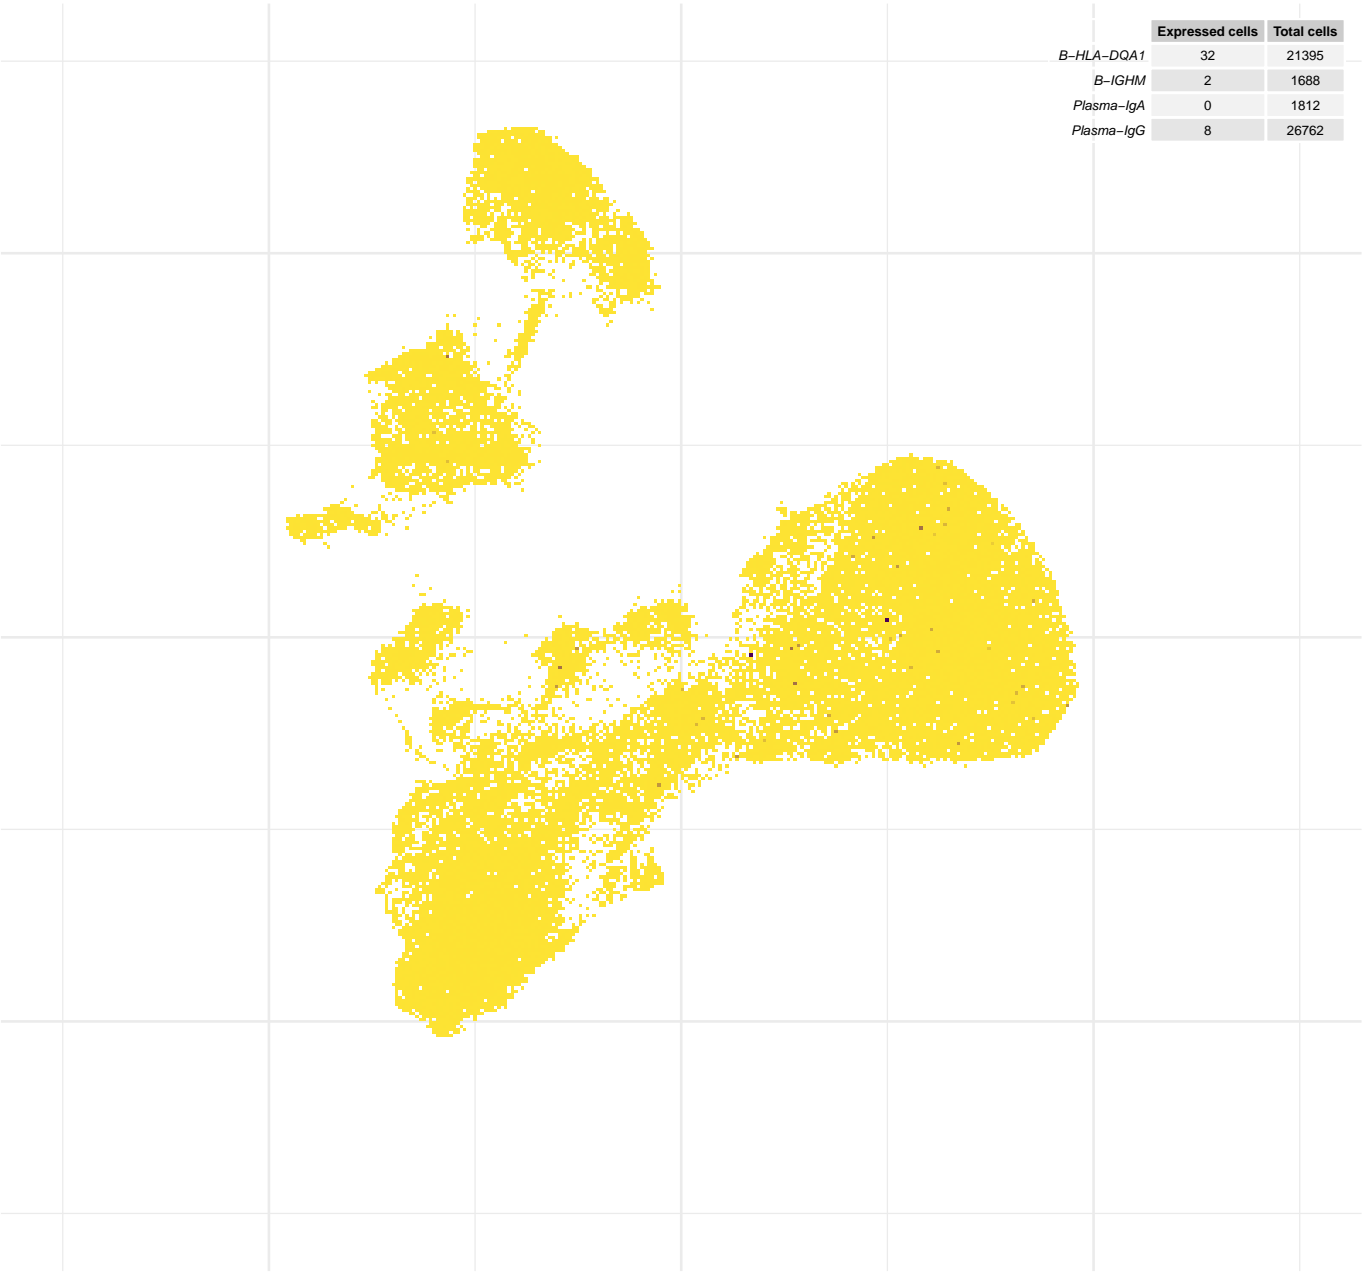 Expressed cells Total cells
B−HLA−DQA1 32 21395
B−IGHM 2 1688
Plasma−IgA 0 1812
Plasma−IgG 8 26762